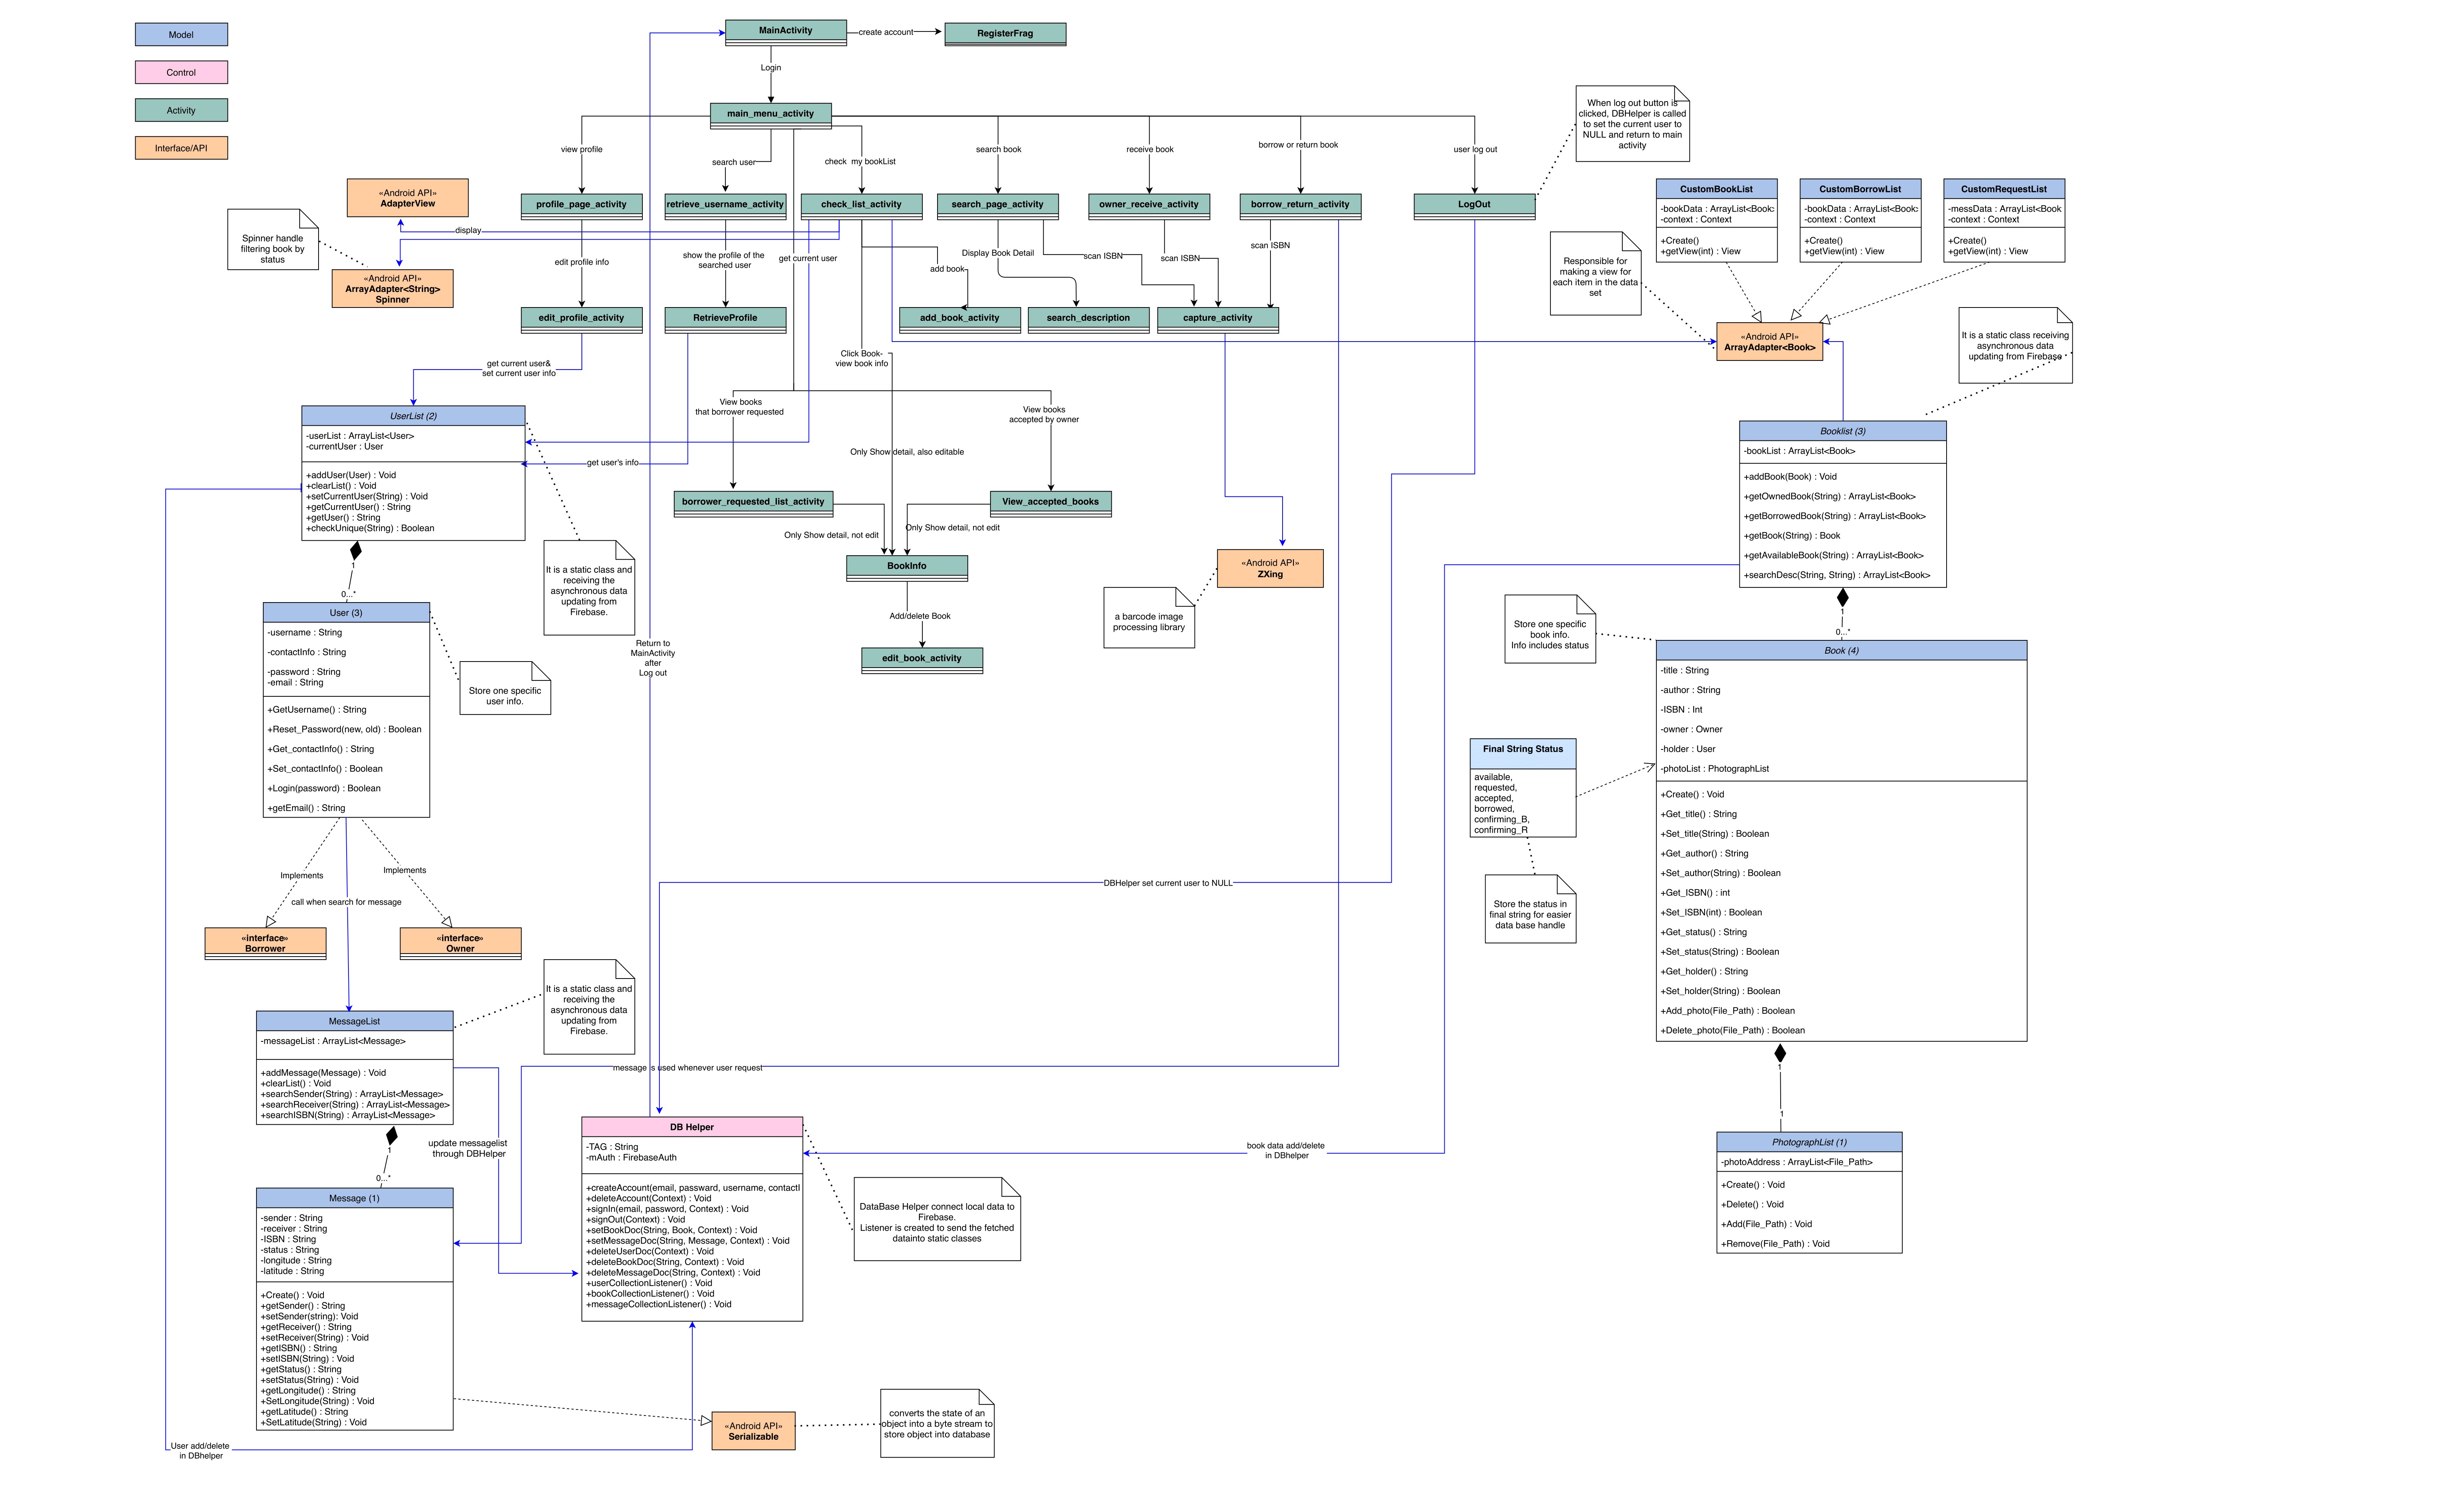 Model
Control
Activity
Interface/API
MainActivity
create account
RegisterFrag
Login
main_menu_activity
view profile
search user
check  my bookList
search book
receive book
borrow or return book
user log out
When log out button is
clicked, DBHelper is called
to set the current user to
NULL and return to main
activity
«Android API»
AdapterView
Spinner handle
filtering book by
status
«Android API»
ArrayAdapter<String>
Spinner
display
profile_page_activity
retrieve_username_activity
check_list_activity
search_page_activity
owner_receive_activity
borrow_return_activity
LogOut
CustomBookList
-bookData : ArrayList<Book>
-context : Context
+Create()
+getView(int) : View
CustomBorrowList
-bookData : ArrayList<Book>
-context : Context
+Create()
+getView(int) : View
CustomRequestList
-messData : ArrayList<Book
-context : Context
+Create()
+getView(int) : View
edit profile info
show the profile of the
searched user
get current user
add book
Display Book Detail
scan ISBN
scan ISBN
scan ISBN
Responsible for
making a view for
each item in the data
set
edit_profile_activity
RetrieveProfile
add_book_activity
search_description
capture_activity
«Android API»
ArrayAdapter<Book>
It is a static class receiving
asynchronous data
updating from Firebase
get current user&
set current user info
Click Book-
view book info
View books
that borrower requested
View books
accepted by owner
Only Show detail, also editable
get user's info
UserList (2)
-userList : ArrayList<User>
-currentUser : User
+addUser(User) : Void
+clearList() : Void
+setCurrentUser(String) : Void
+getCurrentUser() : String
+getUser() : String
+checkUnique(String) : Boolean
1
0...*
It is a static class and
receiving the
asynchronous data
updating from
Firebase.
borrower_requested_list_activity
View_accepted_books
Only Show detail, not edit
Only Show detail, not edit
BookInfo
Add/delete Book
edit_book_activity
«Android API»
ZXing
a barcode image
processing library
Booklist (3)
-bookList : ArrayList<Book>
+addBook(Book) : Void
+getOwnedBook(String) : ArrayList<Book>
+getBorrowedBook(String) : ArrayList<Book>
+getBook(String) : Book
+getAvailableBook(String) : ArrayList<Book>
+searchDesc(String, String) : ArrayList<Book>
1
0...*
User (3)
-username : String
-contactInfo : String
-password : String
-email : String
+GetUsername() : String
+Reset_Password(new, old) : Boolean
+Get_contactInfo() : String
+Set_contactInfo() : Boolean
+Login(password) : Boolean
+getEmail() : String
Store one specific
user info.
Return to
MainActivity
after
Log out
Store one specific
book info.
Info includes status
Book (4)
-title : String
-author : String
-ISBN : Int
-owner : Owner
-holder : User
-photoList : PhotographList
+Create() : Void
+Get_title() : String
+Set_title(String) : Boolean
+Get_author() : String
+Set_author(String) : Boolean
+Get_ISBN() : int
+Set_ISBN(int) : Boolean
+Get_status() : String
+Set_status(String) : Boolean
+Get_holder() : String
+Set_holder(String) : Boolean
+Add_photo(File_Path) : Boolean
+Delete_photo(File_Path) : Boolean
Final String Status
available,
requested,
accepted,
borrowed,
confirming_B,
confirming_R
Store the status in
final string for easier
data base handle
Implements
Implements
call when search for message
«interface»
Borrower
«interface»
Owner
DBHelper set current user to NULL
It is a static class and
receiving the
asynchronous data
updating from
Firebase.
MessageList
-messageList : ArrayList<Message>
+addMessage(Message) : Void
+clearList() : Void
+searchSender(String) : ArrayList<Message>
+searchReceiver(String) : ArrayList<Message>
+searchISBN(String) : ArrayList<Message>
1
0...*
update messagelist
through DBHelper
message is used whenever user request
Message (1)
-sender : String
-receiver : String
-ISBN : String
-status : String
-longitude : String
-latitude : String
+Create() : Void
+getSender() : String
+setSender(string): Void
+getReceiver() : String
+setReceiver(String) : Void
+getISBN() : String
+setISBN(String) : Void
+getStatus() : String
+setStatus(String) : Void
+getLongitude() : String
+SetLongitude(String) : Void
+getLatitude() : String
+SetLatitude(String) : Void
DB Helper
-TAG : String
-mAuth : FirebaseAuth
+createAccount(email, passward, username, contactI
+deleteAccount(Context) : Void
+signIn(email, password, Context) : Void
+signOut(Context) : Void
+setBookDoc(String, Book, Context) : Void
+setMessageDoc(String, Message, Context) : Void
+deleteUserDoc(Context) : Void
+deleteBookDoc(String, Context) : Void
+deleteMessageDoc(String, Context) : Void
+userCollectionListener() : Void
+bookCollectionListener() : Void
+messageCollectionListener() : Void
book data add/delete
in DBhelper
DataBase Helper connect local data to
Firebase.
Listener is created to send the fetched
datainto static classes
1
1
PhotographList (1)
-photoAddress : ArrayList<File_Path>
+Create() : Void
+Delete() : Void
+Add(File_Path) : Void
+Remove(File_Path) : Void
«Android API»
Serializable
converts the state of an
object into a byte stream to
store object into database
User add/delete
in DBhelper